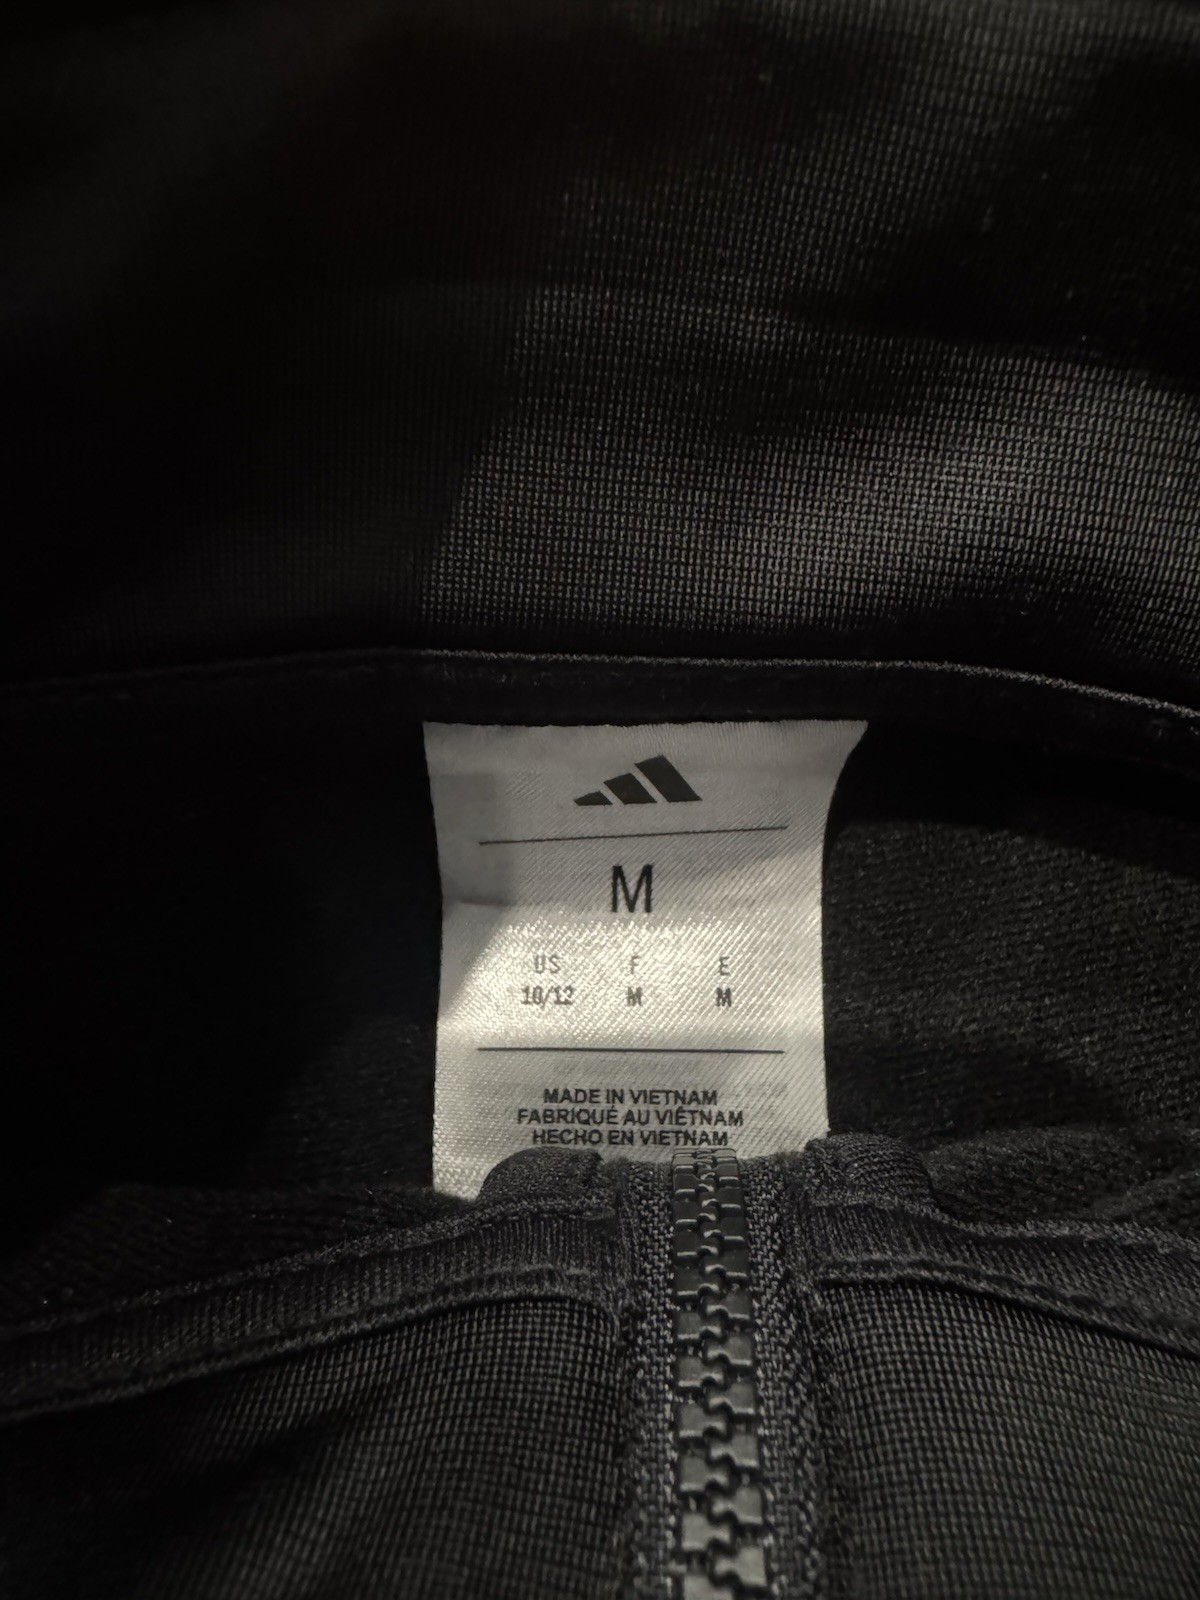 M
US F E
10/12 M M
MADE IN VIETNAM
FABRIQUÉ AU VIÊTNAM
HECHO EN VIETNAM